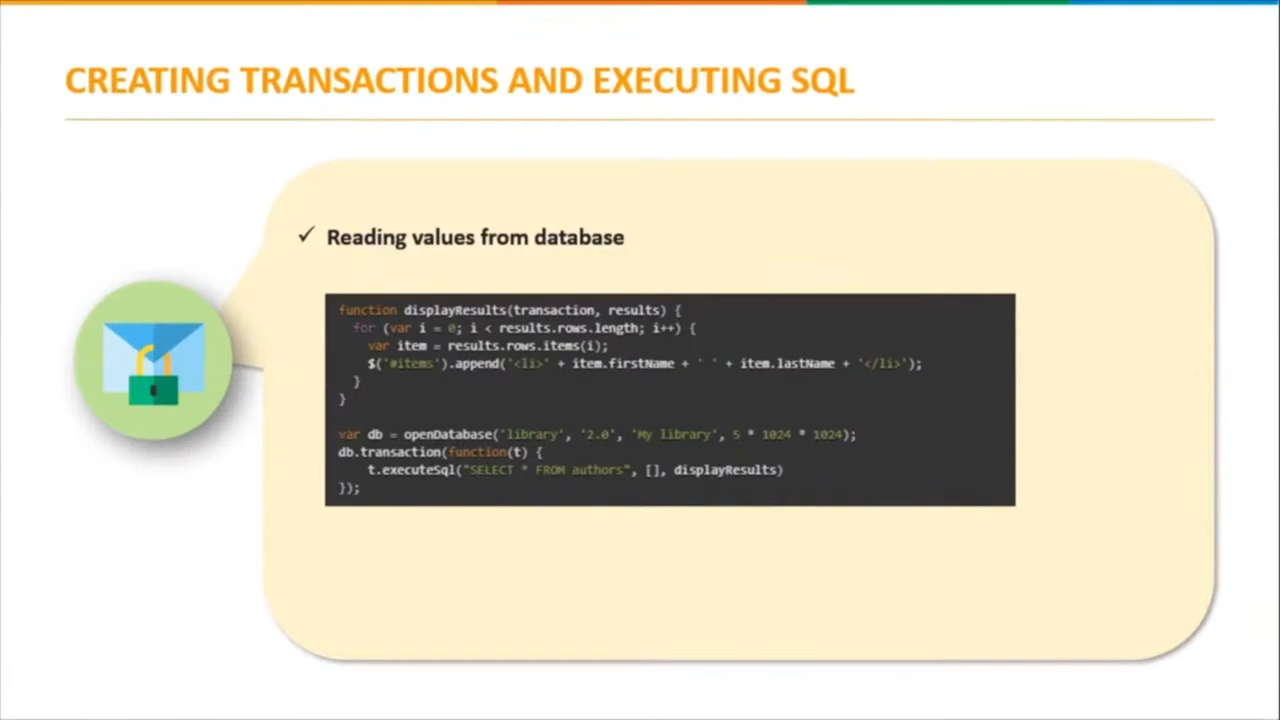 CREATING TRANSACTIONS AND EXECUTING SQL
✓ Reading values from database
function displayResults(transaction, results) {
  for (var i = 0; i < results.rows.length; i++) {
    var item = results.rows.items(i);
    $('#items').append('<li>' + item.firstName + ' ' + item.lastName + '</li>');
  }
}
var db = openDatabase('library', '2.0', 'My library', 5 * 1024 * 1024);
db.transaction(function(t) {
    t.executeSql("SELECT * FROM authors", [], displayResults)
});